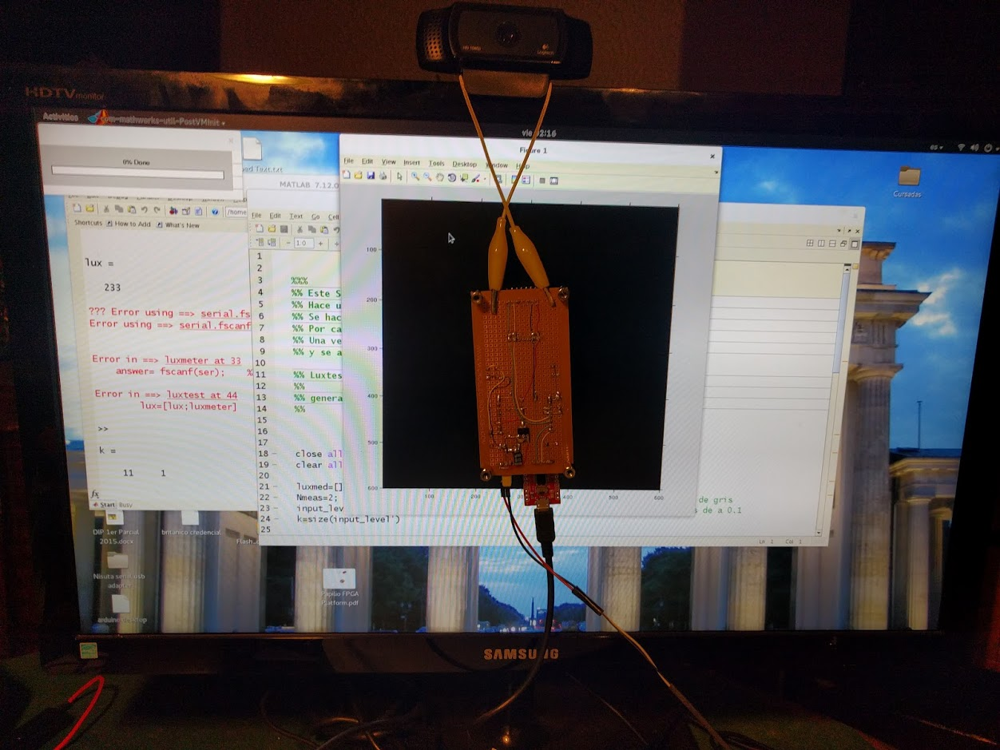 HD 1080p
Logitech
HDTV monitor
Activities
com-mathworks-util-PostVMInit
vie 02:16
es
0% Done
ed Text.txt
MATLAB 7.12.0
Figure 1
File Edit View Insert Tools Desktop Window Help
Cursadas
/home
Shortcuts How to Add What's New
File Edit Text Go Cell
1.0
lux =
233
??? Error using ==> serial.fs
Error using ==> serial.fscanf
Error in ==> luxmeter at 33
answer= fscanf(ser); %
Error in ==> luxtest at 44
lux=[lux;luxmeter]
>>
k =
11 1
fx
Start Busy
1
2
3 %%%
4 %% Este S
5 %% Hace u
6 %% Se hac
7 %% Por ca
8 %% Una ve
9 %% y se a
10
11 %% Luxtes
12 %%
13 %% genera
14 %%
15
16
17
18 – close all
19 – clear all
20
21 – luxmed=[]
22 – Nmeas=2;
23 – input_lev
24 – k=size(input_level')
25
de gris
s de a 0.1
Ln 1 Col 1
100
200
300
400
500
600
100 200 300 400 500 600
DIP 1er Parcial
2015.docx
britanico credencial
Flash_
Nisuta serial usb
adapter
Papilio FPGA
Platform.pdf
arduino desktop
SAMSUNG